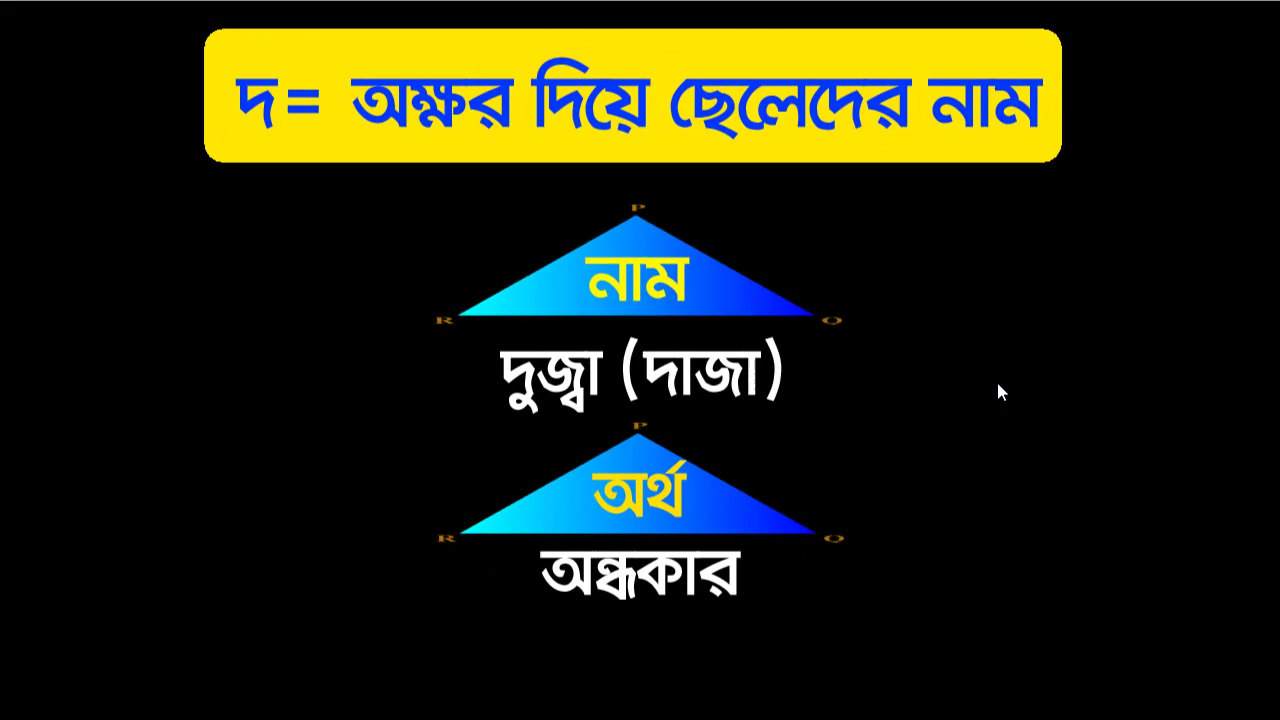 দ= অক্ষর দিয়ে ছেলেদের নাম
P
নাম
R Q
দুজ্বা (দাজা)
P
অর্থ
R Q
অন্ধকার